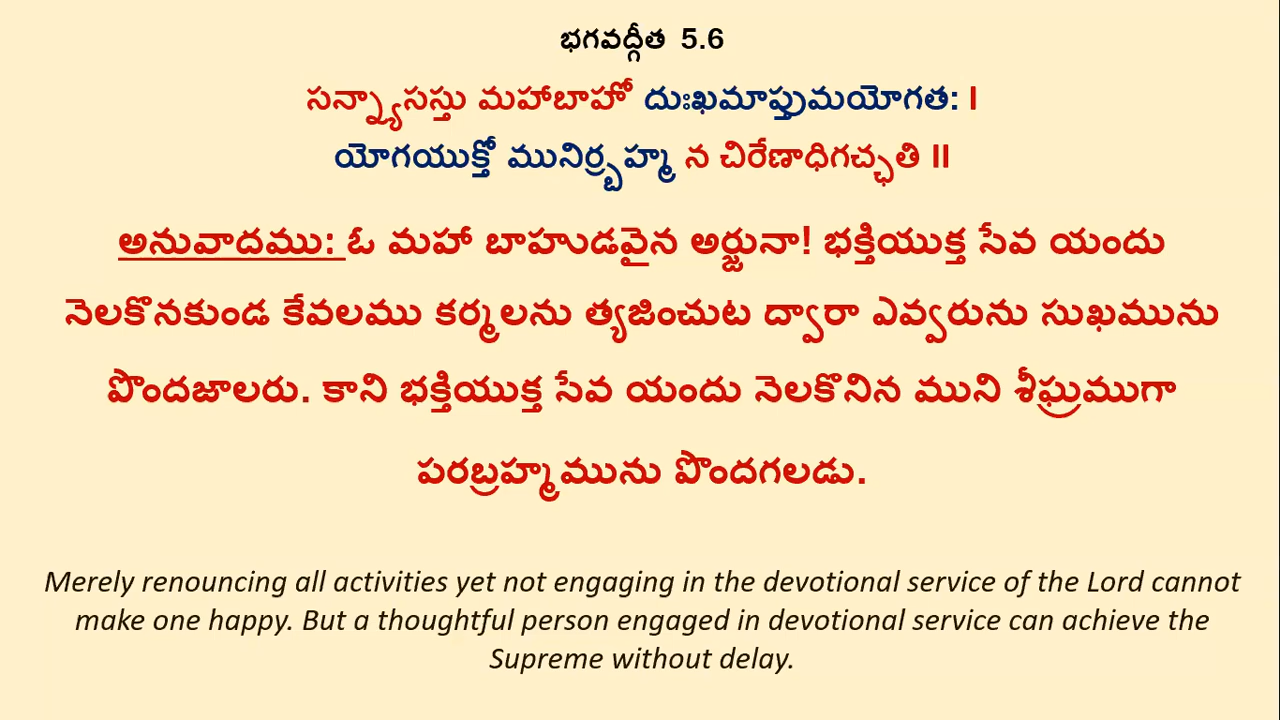 భగవద్గీత 5.6
సన్న్యాసస్తు మహాబాహో దుఃఖమాప్తుమయోగత: I
యోగయుక్తో మునిర్ర్బహ్మ న చిరేణాధిగచ్ఛతి II
అనువాదము: ఓ మహా బాహుడవైన అర్జునా! భక్తియుక్త సేవ యందు
నెలకొనకుండ కేవలము కర్మలను త్యజించుట ద్వారా ఎవ్వరును సుఖమును
పొందజాలరు. కాని భక్తియుక్త సేవ యందు నెలకొనిన ముని శీఘ్రముగా
పరబ్రహ్మమును పొందగలడు.
Merely renouncing all activities yet not engaging in the devotional service of the Lord cannot
make one happy. But a thoughtful person engaged in devotional service can achieve the
Supreme without delay.